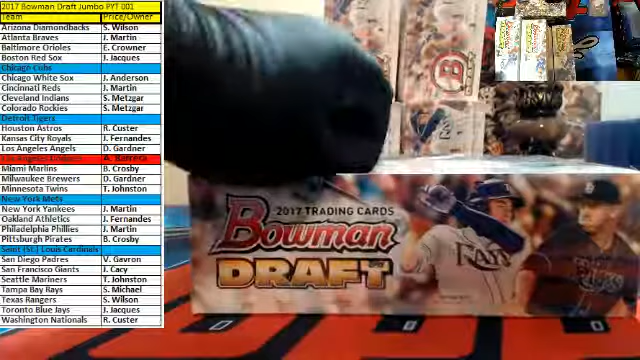 2017 Bowman Draft Jumbo PYT 001
Team Price/Owner
Arizona Diamondbacks S. Wilson
Atlanta Braves J. Martin
Baltimore Orioles E. Crowner
Boston Red Sox J. Jacques
Chicago Cubs
Chicago White Sox J. Anderson
Cincinnati Reds J. Martin
Cleveland Indians S. Metzgar
Colorado Rockies S. Metzgar
Detroit Tigers
Houston Astros R. Custer
Kansas City Royals J. Fernandes
Los Angeles Angels D. Gardner
Los Angeles Dodgers A. Barrera
Miami Marlins B. Crosby
Milwaukee Brewers D. Gardner
Minnesota Twins T. Johnston
New York Mets
New York Yankees J. Martin
Oakland Athletics J. Fernandes
Philadelphia Phillies J. Martin
Pittsburgh Pirates B. Crosby
Saint (St.) Louis Cardinals
San Diego Padres V. Gavron
San Francisco Giants J. Cacy
Seattle Mariners T. Johnston
Tampa Bay Rays S. Michael
Texas Rangers S. Wilson
Toronto Blue Jays J. Jacques
Washington Nationals R. Custer
2017 TRADING CARDS
Bowman
DRAFT
RAYS